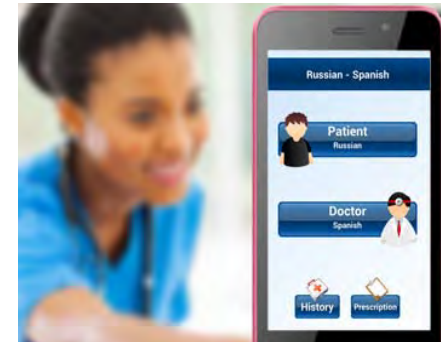 Russian - Spanish
Patient
Russian
Doctor
Spanish
History
Prescription